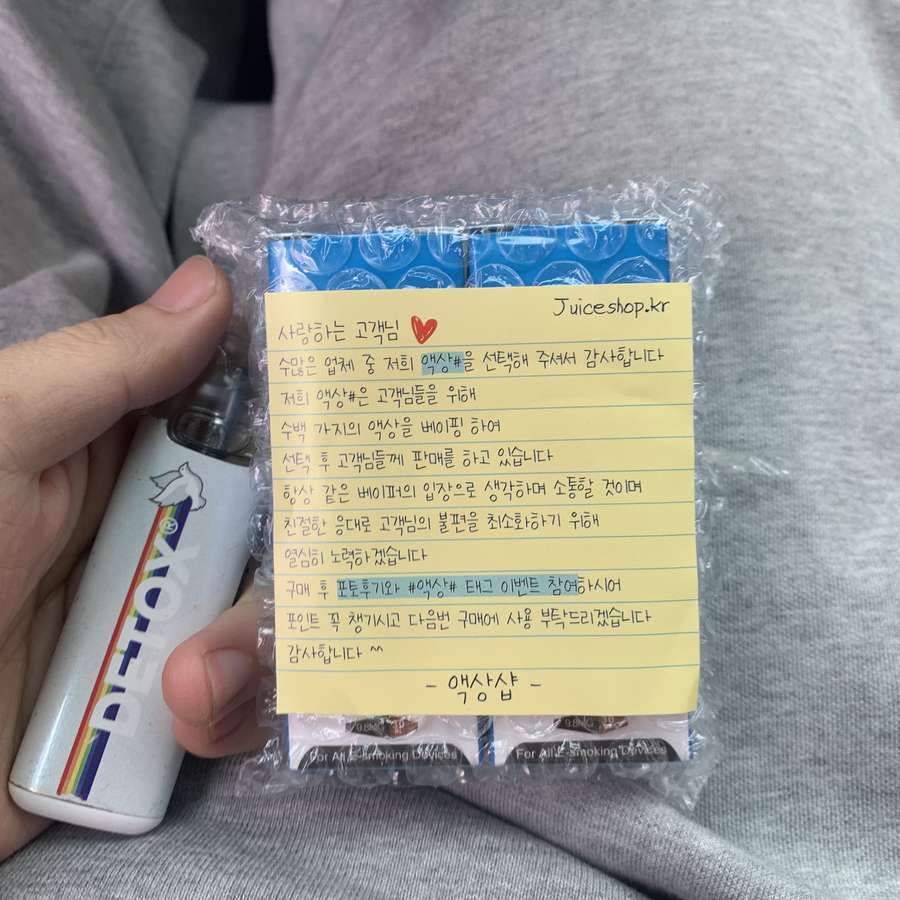 Juiceshop.kr
사랑하는 고객님 ❤
수많은 업체 중 저희 액상#을 선택해 주셔서 감사합니다
저희 액상#은 고객님들을 위해
수백 가지의 액상을 베이핑 하여
선택 후 고객님들께 판매를 하고 있습니다
항상 같은 베이퍼의 입장으로 생각하며 소통할 것이며
친절한 응대로 고객님의 불편을 최소화하기 위해
열심히 노력하겠습니다
구매 후 포토후기와 #액상# 태그 이벤트 참여하시어
포인트 꼭 챙기시고 다음번 구매에 사용 부탁드리겠습니다
감사합니다 ^^
- 액상샵 -
DETOX®
9.8MG
10
For All E-Smoking Devices
For All E-Smoking Devices